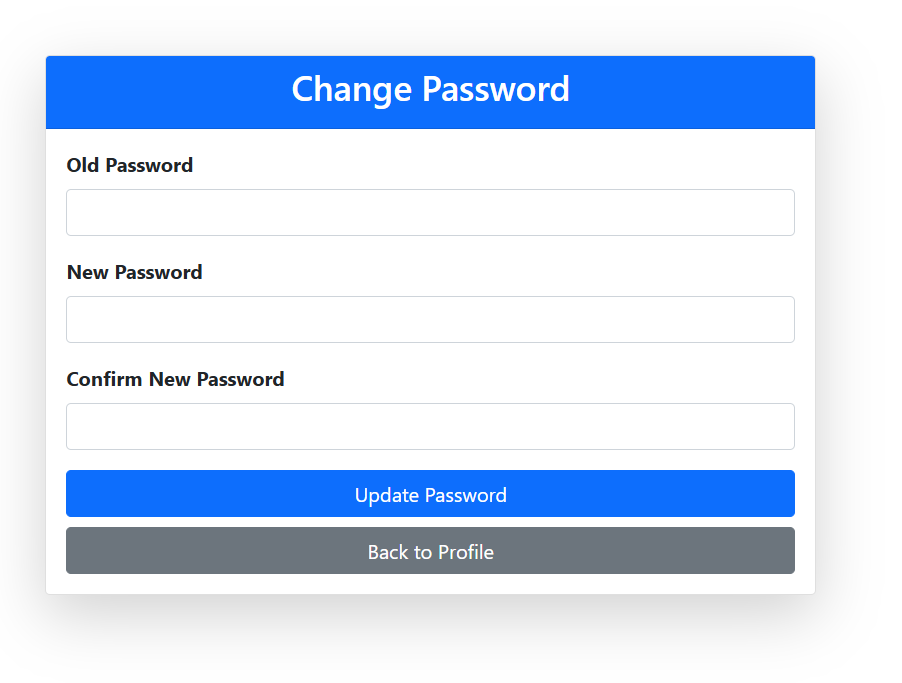 Change Password
Old Password
New Password
Confirm New Password
Update Password
Back to Profile